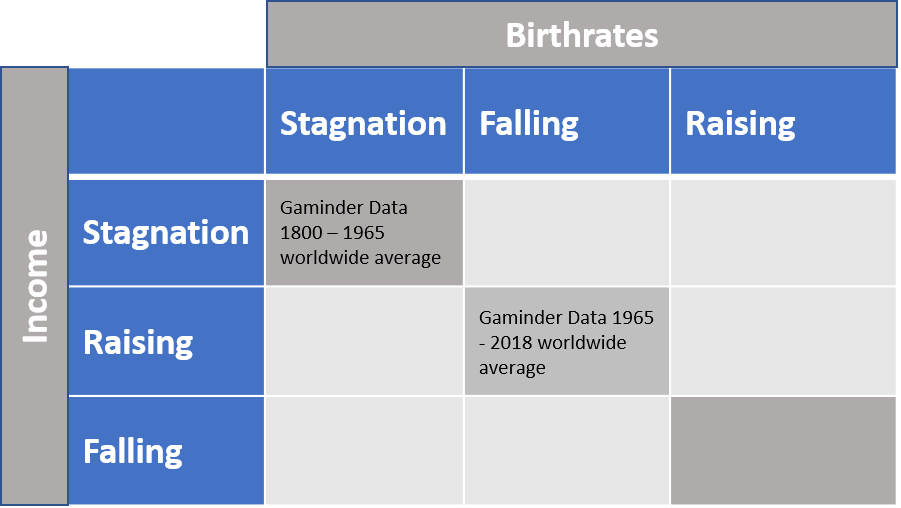 Birthrates
Stagnation
Falling
Raising
Income
Stagnation
Gaminder Data
1800 – 1965
worldwide average
Raising
Gaminder Data 1965
- 2018 worldwide
average
Falling